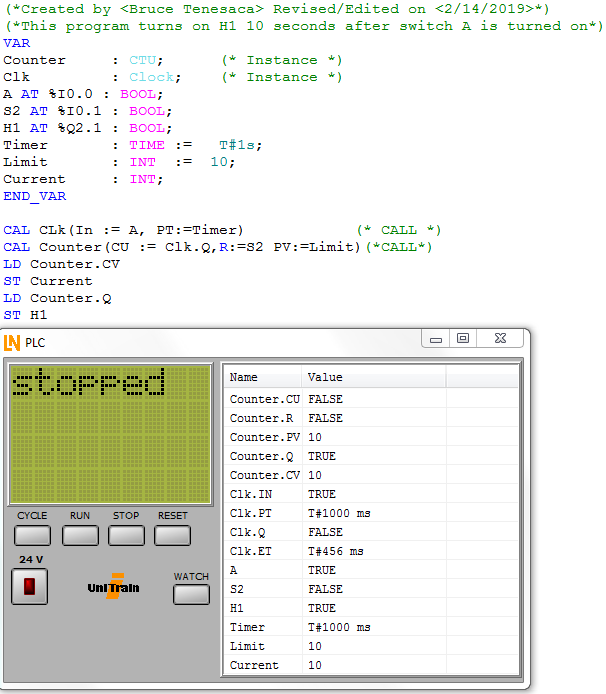 (*Created by <Bruce Tenesaca> Revised/Edited on <2/14/2019>*)
(*This program turns on H1 10 seconds after switch A is turned on*)
VAR
Counter : CTU; (* Instance *)
Clk : Clock; (* Instance *)
A AT %I0.0 : BOOL;
S2 AT %I0.1 : BOOL;
H1 AT %Q2.1 : BOOL;
Timer : TIME := T#1s;
Limit : INT := 10;
Current : INT;
END_VAR
CAL CLk(In := A, PT:=Timer) (* CALL *)
CAL Counter(CU := Clk.Q,R:=S2 PV:=Limit) (*CALL*)
LD Counter.CV
ST Current
LD Counter.Q
ST H1
LN PLC
stopped
CYCLE RUN STOP RESET
24 V
UniTrain
WATCH
Name Value
Counter.CU FALSE
Counter.R FALSE
Counter.PV 10
Counter.Q TRUE
Counter.CV 10
Clk.IN TRUE
Clk.PT T#1000 ms
Clk.Q FALSE
Clk.ET T#456 ms
A TRUE
S2 FALSE
H1 TRUE
Timer T#1000 ms
Limit 10
Current 10